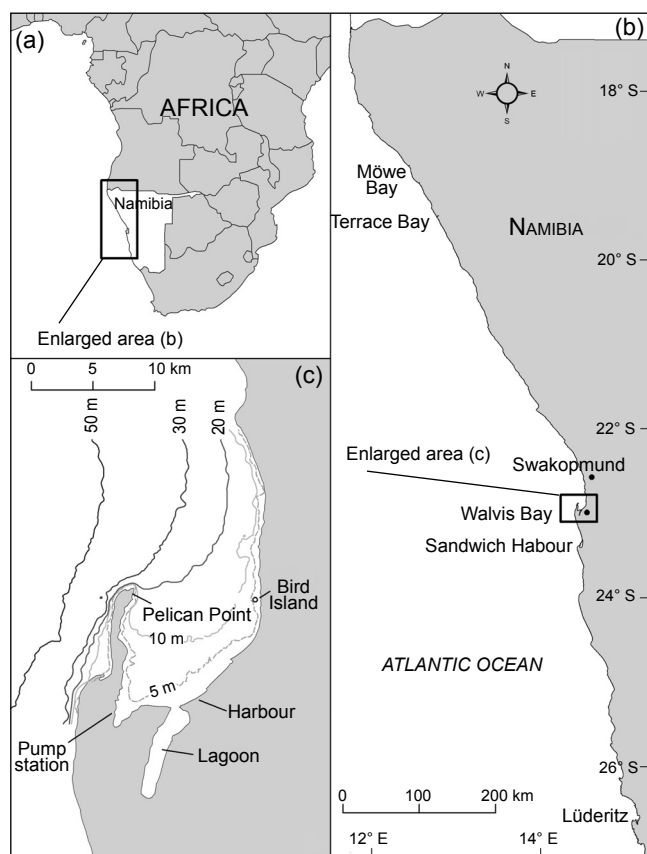 (a)
AFRICA
Namibia
Enlarged area (b)
(b)
N
W
E
S
18° S
Möwe
Bay
Terrace Bay
NAMIBIA
20° S
22° S
Enlarged area (c)
Swakopmund
Walvis Bay
Sandwich Habour
24° S
ATLANTIC OCEAN
26° S
0 100 200 km
Lüderitz
12° E
14° E
(c)
0 5 10 km
50 m
30 m
20 m
Bird
Island
Pelican Point
10 m
5 m
Harbour
Pump
station
Lagoon